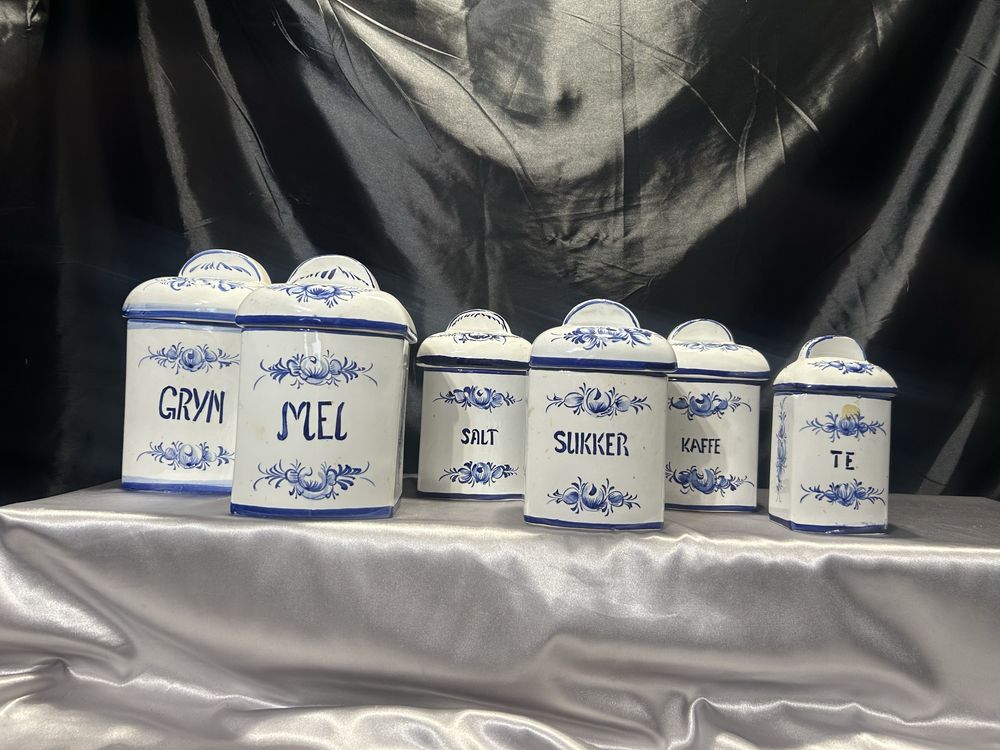 GRYN
MEL
SALT
SUKKER
KAFFE
TE